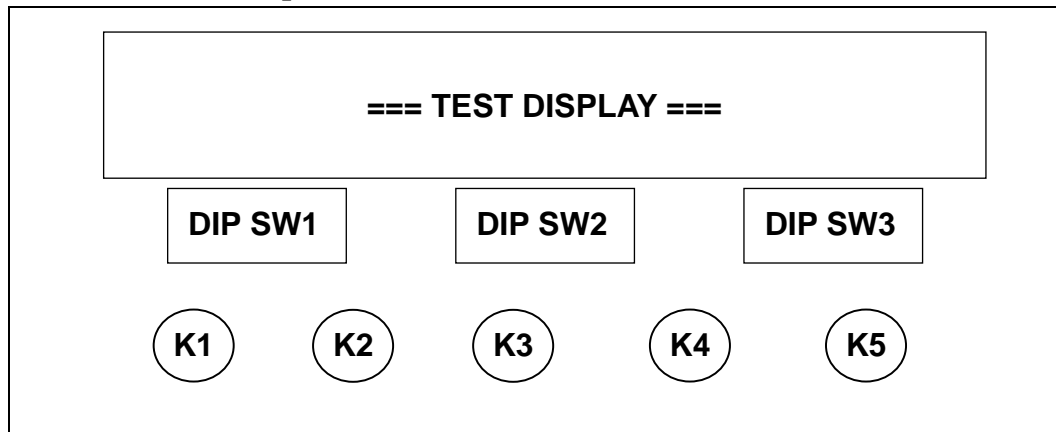 === TEST DISPLAY ===
DIP SW1 DIP SW2 DIP SW3
K1 K2 K3 K4 K5